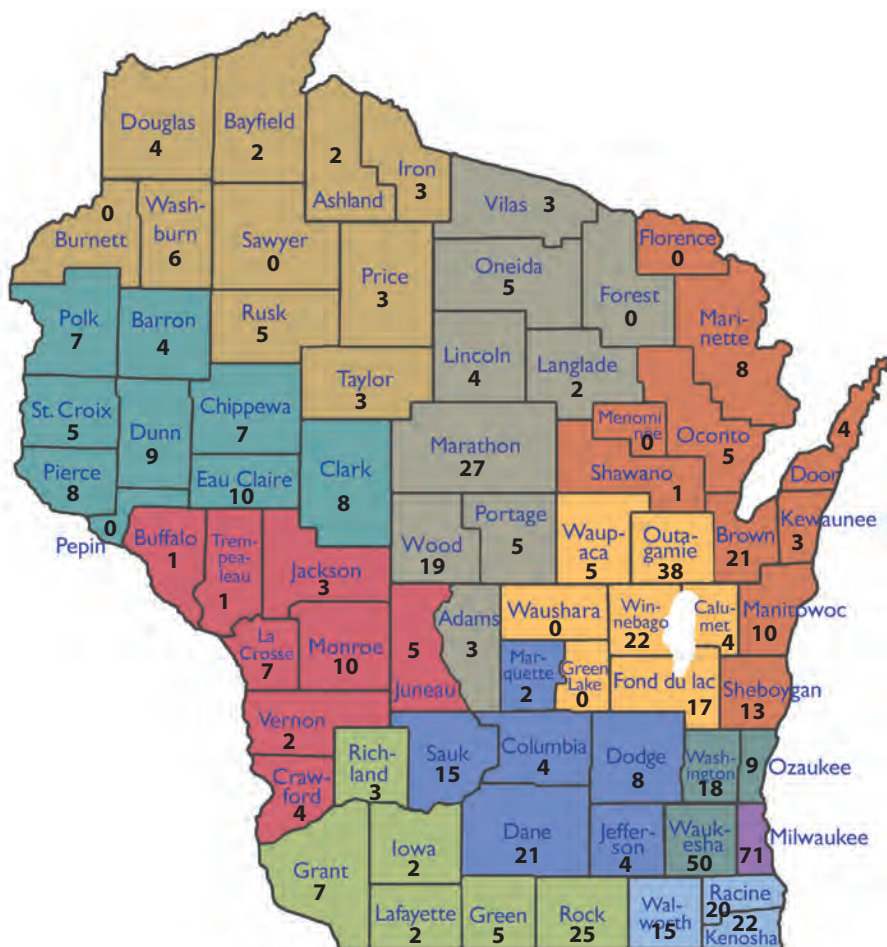 Douglas
4
Bayfield
2
2
Ashland
Iron
3
Vilas 3
0
Burnett
Wash-
burn
6
Sawyer
0
Price
3
Oneida
5
Florence
0
Forest
0
Mari-
nette
8
Polk
7
Barron
4
Rusk
5
Taylor
3
Lincoln
4
Langlade
2
St. Croix
5
Dunn
9
Chippewa
7
Clark
8
Marathon
27
Menomi
nee
0
Oconto
5
4
Door
Pierce
8
Eau Claire
10
Shawano
1
0
Pepin
Buffalo
1
Trem-
pea-
leau
1
Jackson
3
Wood
19
Portage
5
Waup-
aca
5
Outa-
gamie
38
Brown
21
Kewaunee
3
La
Crosse
7
Monroe
10
5
Juneau
Adams
3
Waushara
0
Win-
nebago
22
Calu-
met
4
Manitowoc
10
Mar-
quette
2
Green
Lake
0
Fond du lac
17
Sheboygan
13
Vernon
2
Craw-
ford
4
Rich-
land
3
Sauk
15
Columbia
4
Dodge
8
Wash-
ington
18
9
Ozaukee
Grant
7
Iowa
2
Dane
21
Jeffer-
son
4
Wauk-
esha
50
71
Milwaukee
Lafayette
2
Green
5
Rock
25
Wal-
worth
15
Racine
20
22
Kenosha